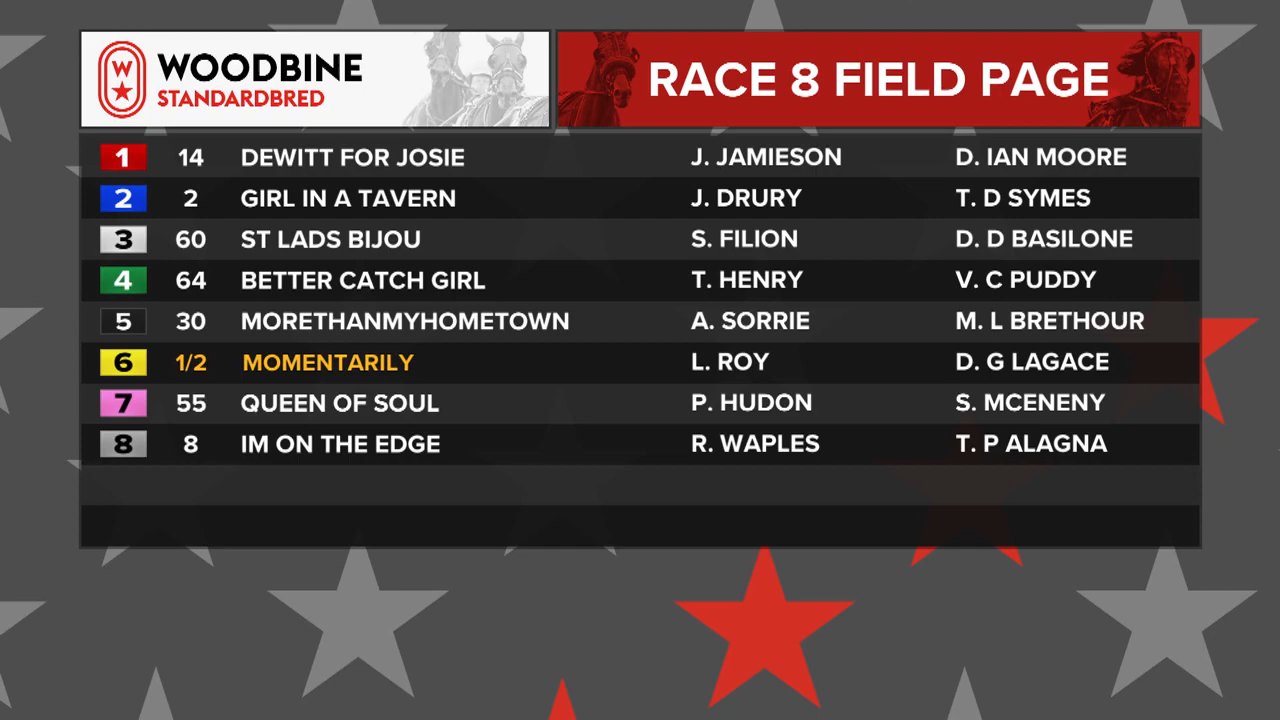 W
WOODBINE
STANDARDBRED
RACE 8 FIELD PAGE
1 14 DEWITT FOR JOSIE J. JAMIESON D. IAN MOORE
2 2 GIRL IN A TAVERN J. DRURY T. D SYMES
3 60 ST LADS BIJOU S. FILION D. D BASILONE
4 64 BETTER CATCH GIRL T. HENRY V. C PUDDY
5 30 MORETHANMYHOMETOWN A. SORRIE M. L BRETHOUR
6 1/2 MOMENTARILY L. ROY D. G LAGACE
7 55 QUEEN OF SOUL P. HUDON S. MCENENY
8 8 IM ON THE EDGE R. WAPLES T. P ALAGNA